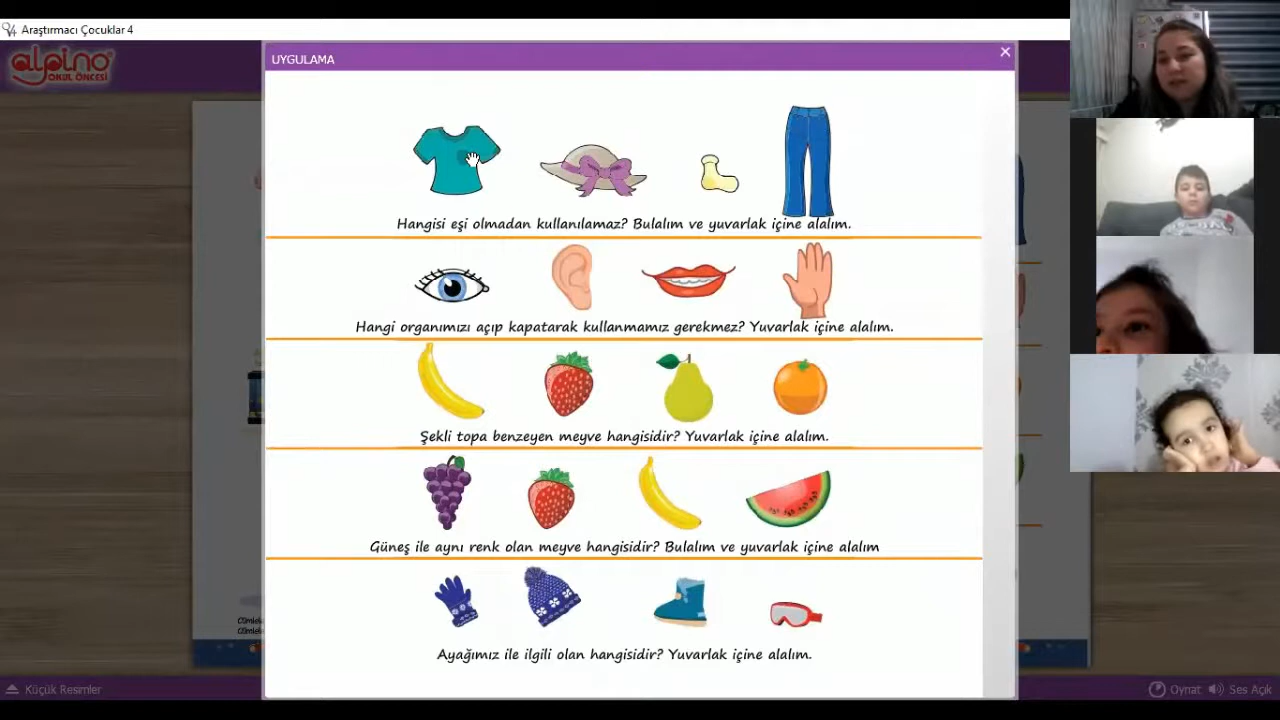 Araştırmacı Çocuklar 4
alpino
OKUL ÖNCESİ
UYGULAMA
Hangisi eşi olmadan kullanılamaz? Bulalım ve yuvarlak içine alalım.
Hangi organımızı açıp kapatarak kullanmamız gerekmez? Yuvarlak içine alalım.
Şekli topa benzeyen meyve hangisidir? Yuvarlak içine alalım.
Güneş ile aynı renk olan meyve hangisidir? Bulalım ve yuvarlak içine alalım
Ayağımız ile ilgili olan hangisidir? Yuvarlak içine alalım.
Küçük Resimler
Oynat
Ses Açık